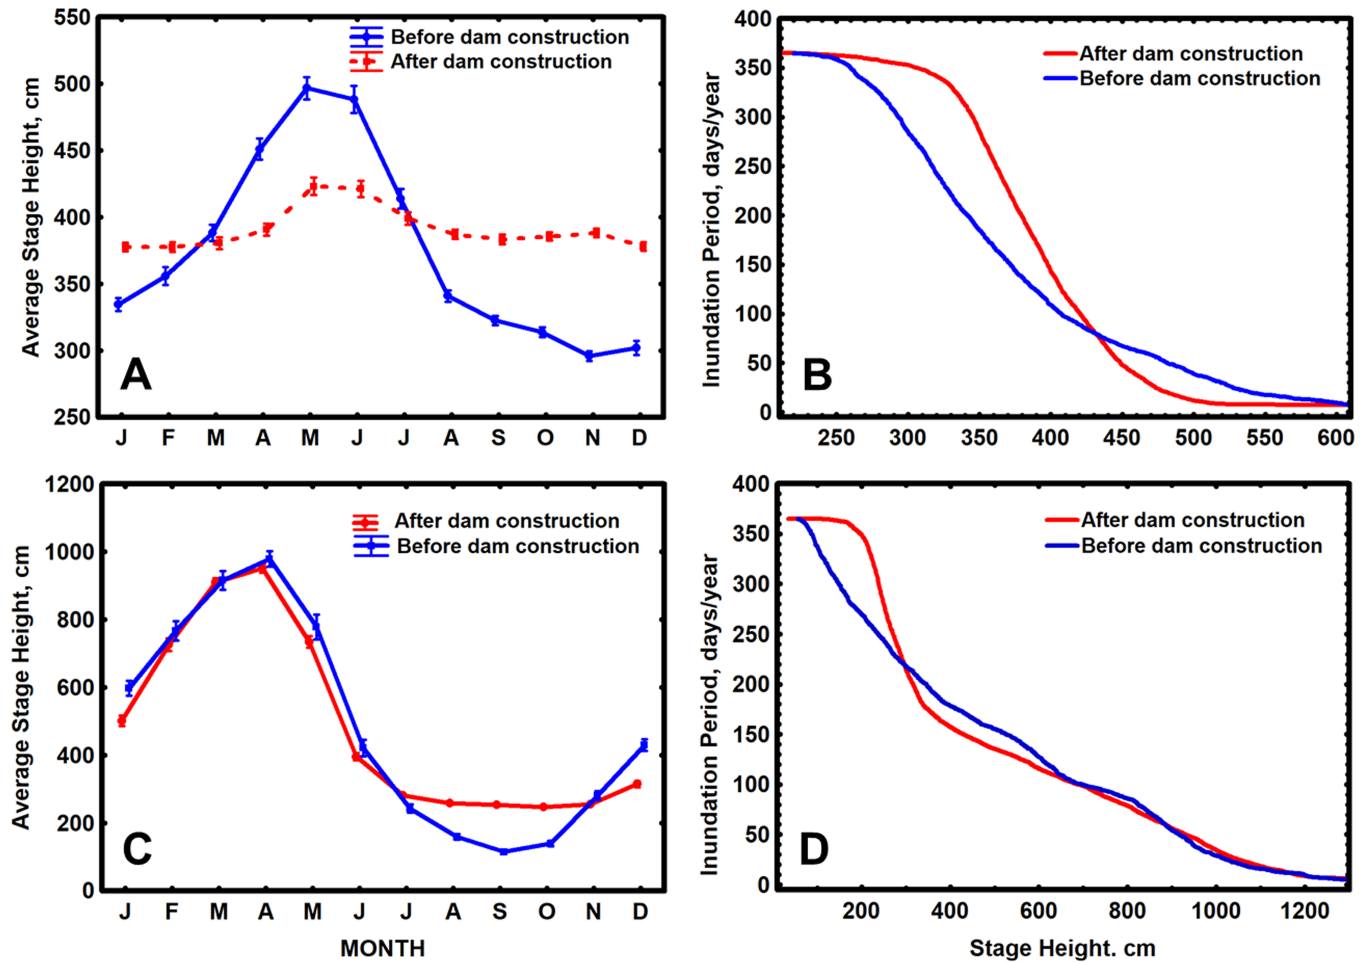 550
500
450
400
350
300
250
Average Stage Height, cm
Before dam construction
After dam construction
A
J F M A M J J A S O N D
400
350
300
250
200
150
100
50
0
Inundation Period, days/year
After dam construction
Before dam construction
B
250 300 350 400 450 500 550 600
1200
1000
800
600
400
200
0
Average Stage Height, cm
After dam construction
Before dam construction
C
J F M A M J J A S O N D
MONTH
400
350
300
250
200
150
100
50
0
Inundation Period, days/year
After dam construction
Before dam construction
D
200 400 600 800 1000 1200
Stage Height. cm